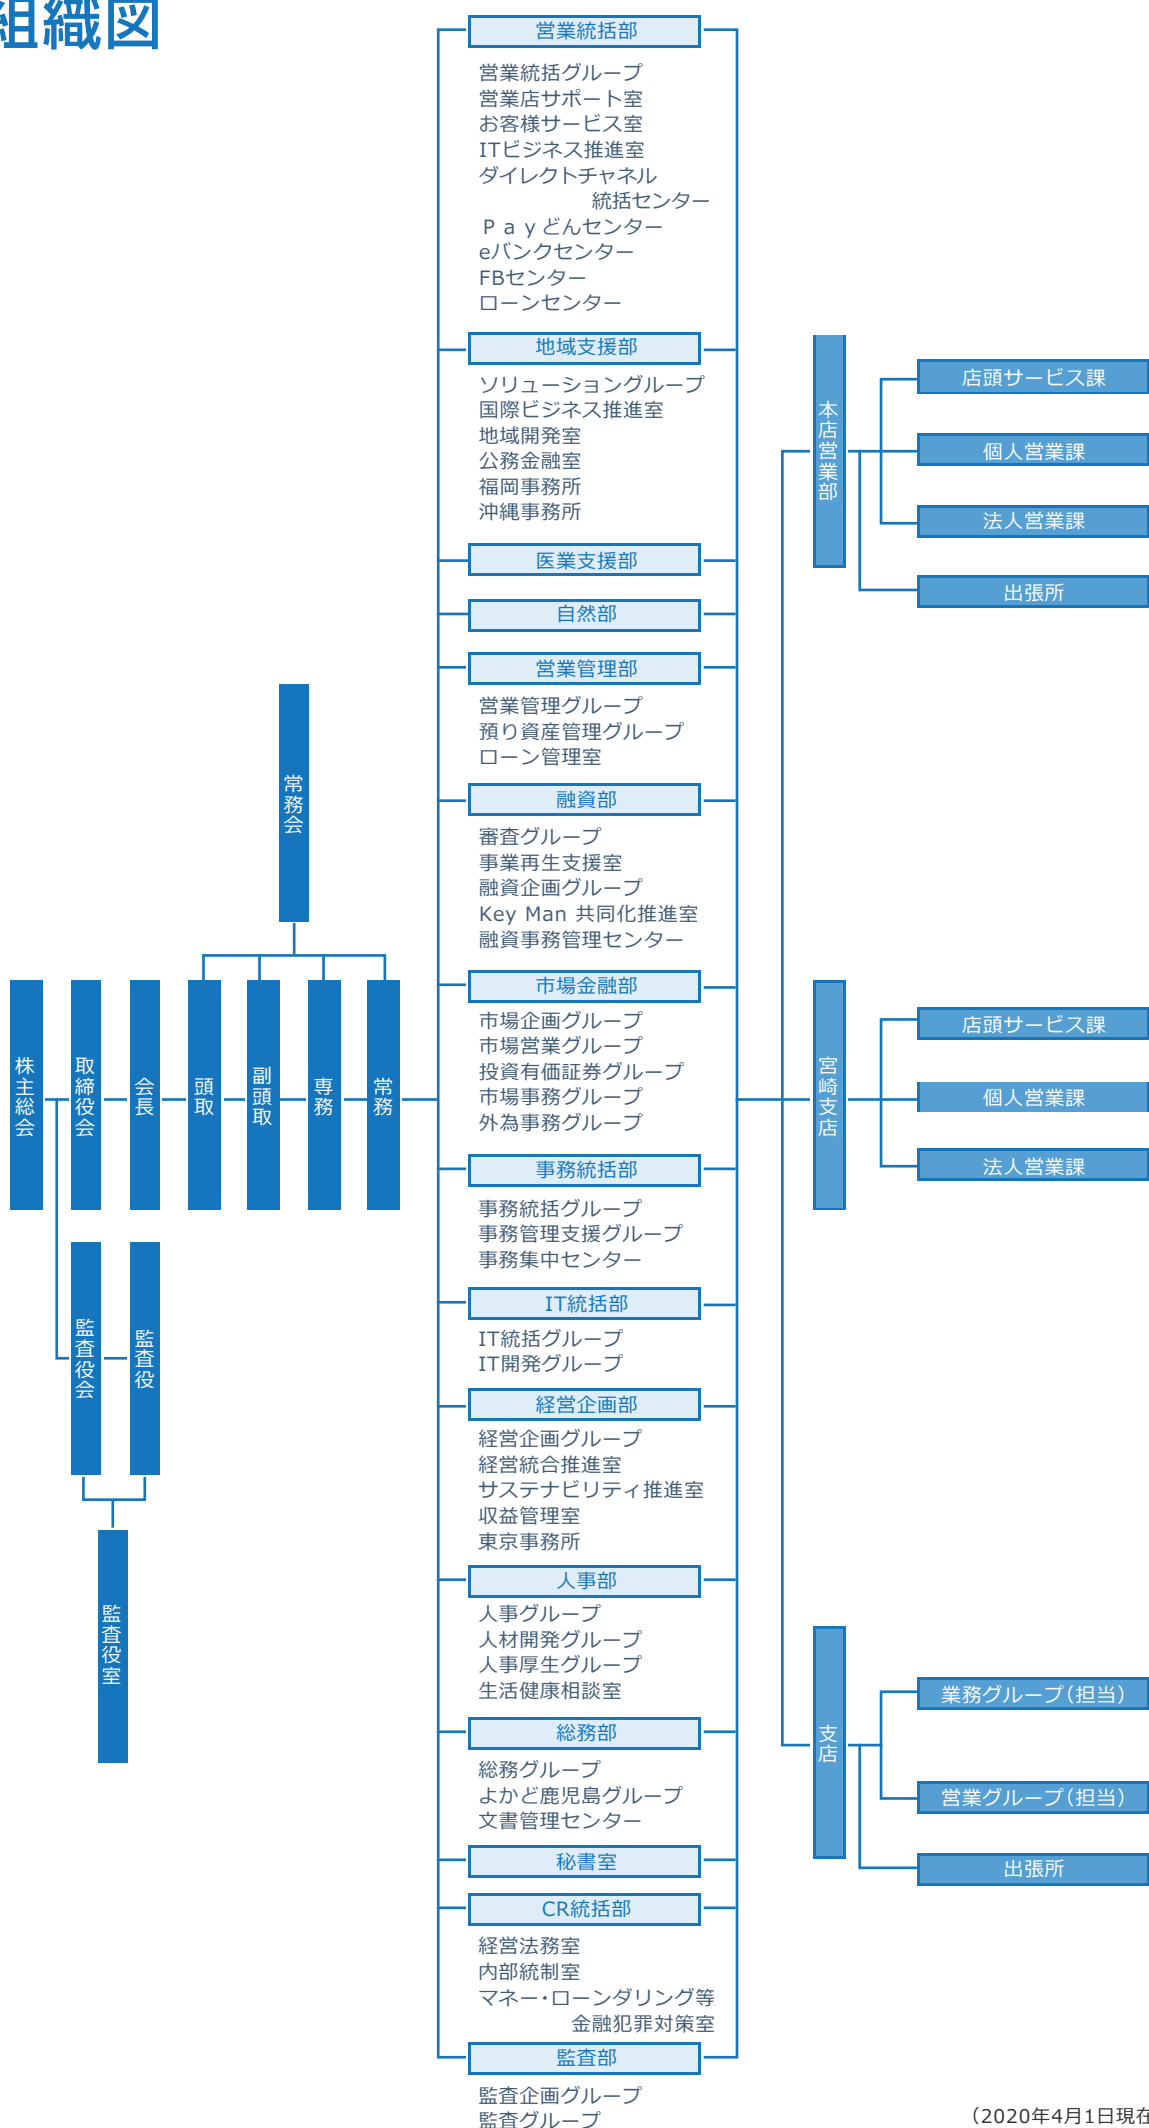 組織図
営業統括部
営業統括グループ
営業店サポート室
お客様サービス室
ITビジネス推進室
ダイレクトチャネル
統括センター
Ｐａｙどんセンター
eバンクセンター
FBセンター
ローンセンター
地域支援部
ソリューショングループ
国際ビジネス推進室
地域開発室
公務金融室
福岡事務所
沖縄事務所
医業支援部
自然部
営業管理部
営業管理グループ
預り資産管理グループ
ローン管理室
融資部
審査グループ
事業再生支援室
融資企画グループ
Key Man 共同化推進室
融資事務管理センター
市場金融部
市場企画グループ
市場営業グループ
投資有価証券グループ
市場事務グループ
外為事務グループ
事務統括部
事務統括グループ
事務管理支援グループ
事務集中センター
IT統括部
IT統括グループ
IT開発グループ
経営企画部
経営企画グループ
経営統合推進室
サステナビリティ推進室
収益管理室
東京事務所
人事部
人事グループ
人材開発グループ
人事厚生グループ
生活健康相談室
総務部
総務グループ
よかど鹿児島グループ
文書管理センター
秘書室
CR統括部
経営法務室
内部統制室
マネー・ローンダリング等
金融犯罪対策室
監査部
監査企画グループ
監査グループ
常務会
株主総会
取締役会
会長
頭取
副頭取
専務
常務
監査役会
監査役
監査役室
本店営業部
店頭サービス課
個人営業課
法人営業課
出張所
宮崎支店
店頭サービス課
個人営業課
法人営業課
支店
業務グループ（担当）
営業グループ（担当）
出張所
（2020年4月1日現在